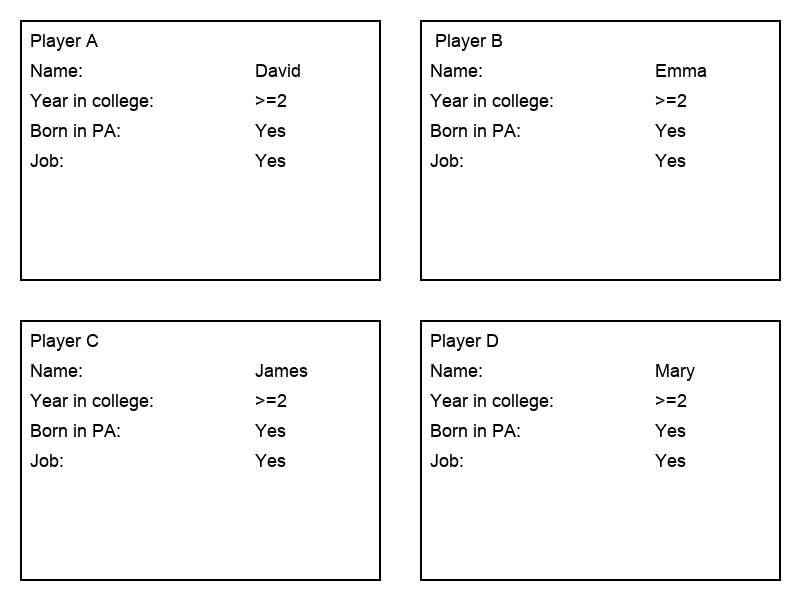 Player A
Name: David
Year in college: >=2
Born in PA: Yes
Job: Yes
Player B
Name: Emma
Year in college: >=2
Born in PA: Yes
Job: Yes
Player C
Name: James
Year in college: >=2
Born in PA: Yes
Job: Yes
Player D
Name: Mary
Year in college: >=2
Born in PA: Yes
Job: Yes